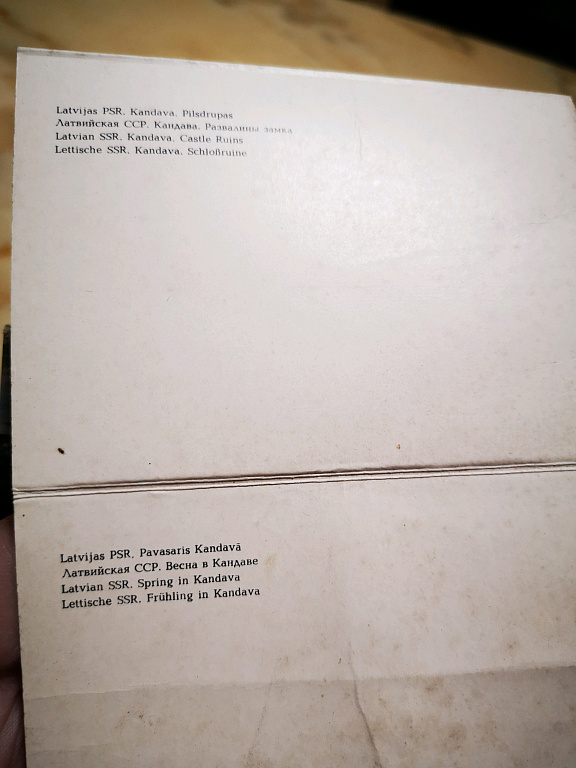 Latvijas PSR. Kandava. Pilsdrupas
Латвийская ССР. Кандава. Развалины замка
Latvian SSR. Kandava. Castle Ruins
Lettische SSR. Kandava. Schloßruine
Latvijas PSR. Pavasaris Kandavā
Латвийская ССР. Весна в Кандаве
Latvian SSR. Spring in Kandava
Lettische SSR. Frühling in Kandava